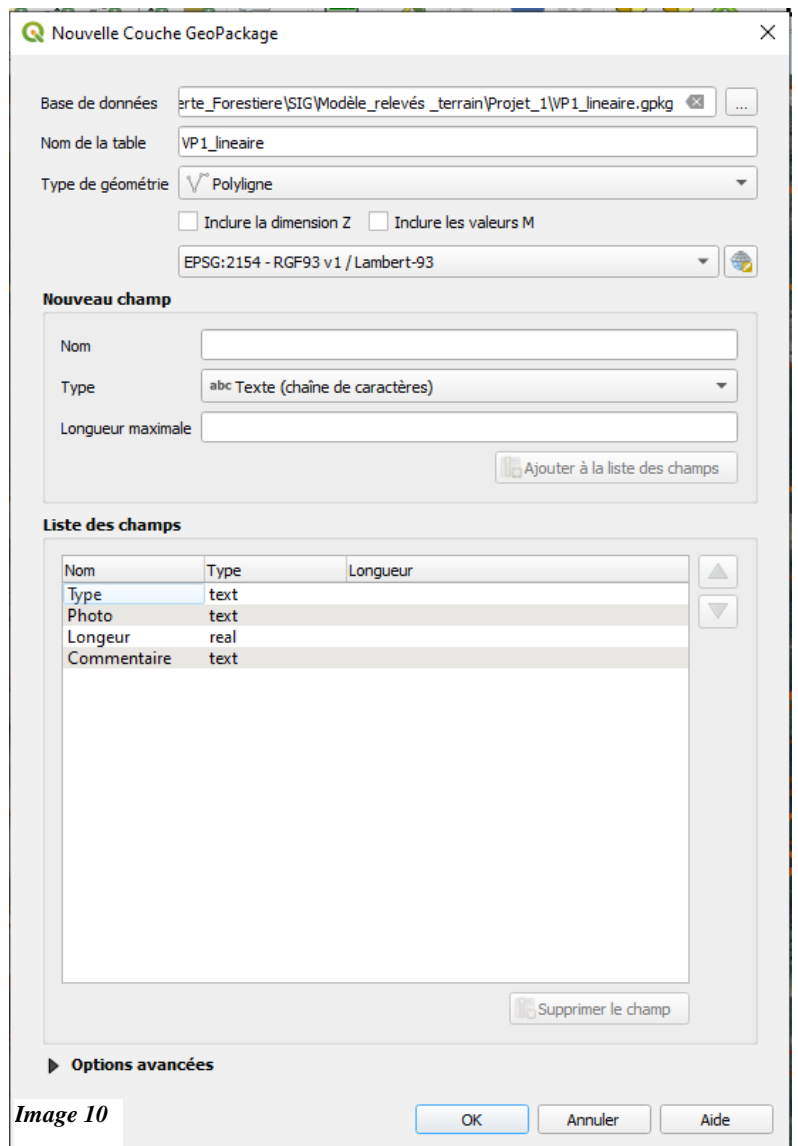 Nouvelle Couche GeoPackage
Base de données erte_Forestiere\SIG\Modèle_relevés _terrain\Projet_1\VP1_lineaire.gpkg ...
Nom de la table VP1_lineaire
Type de géométrie Polyligne
Inclure la dimension Z Inclure les valeurs M
EPSG:2154 - RGF93 v1 / Lambert-93
Nouveau champ
Nom
Type abc Texte (chaîne de caractères)
Longueur maximale
Ajouter à la liste des champs
Liste des champs
Nom Type Longueur
Type text
Photo text
Longeur real
Commentaire text
Supprimer le champ
Options avancées
Image 10
OK Annuler Aide